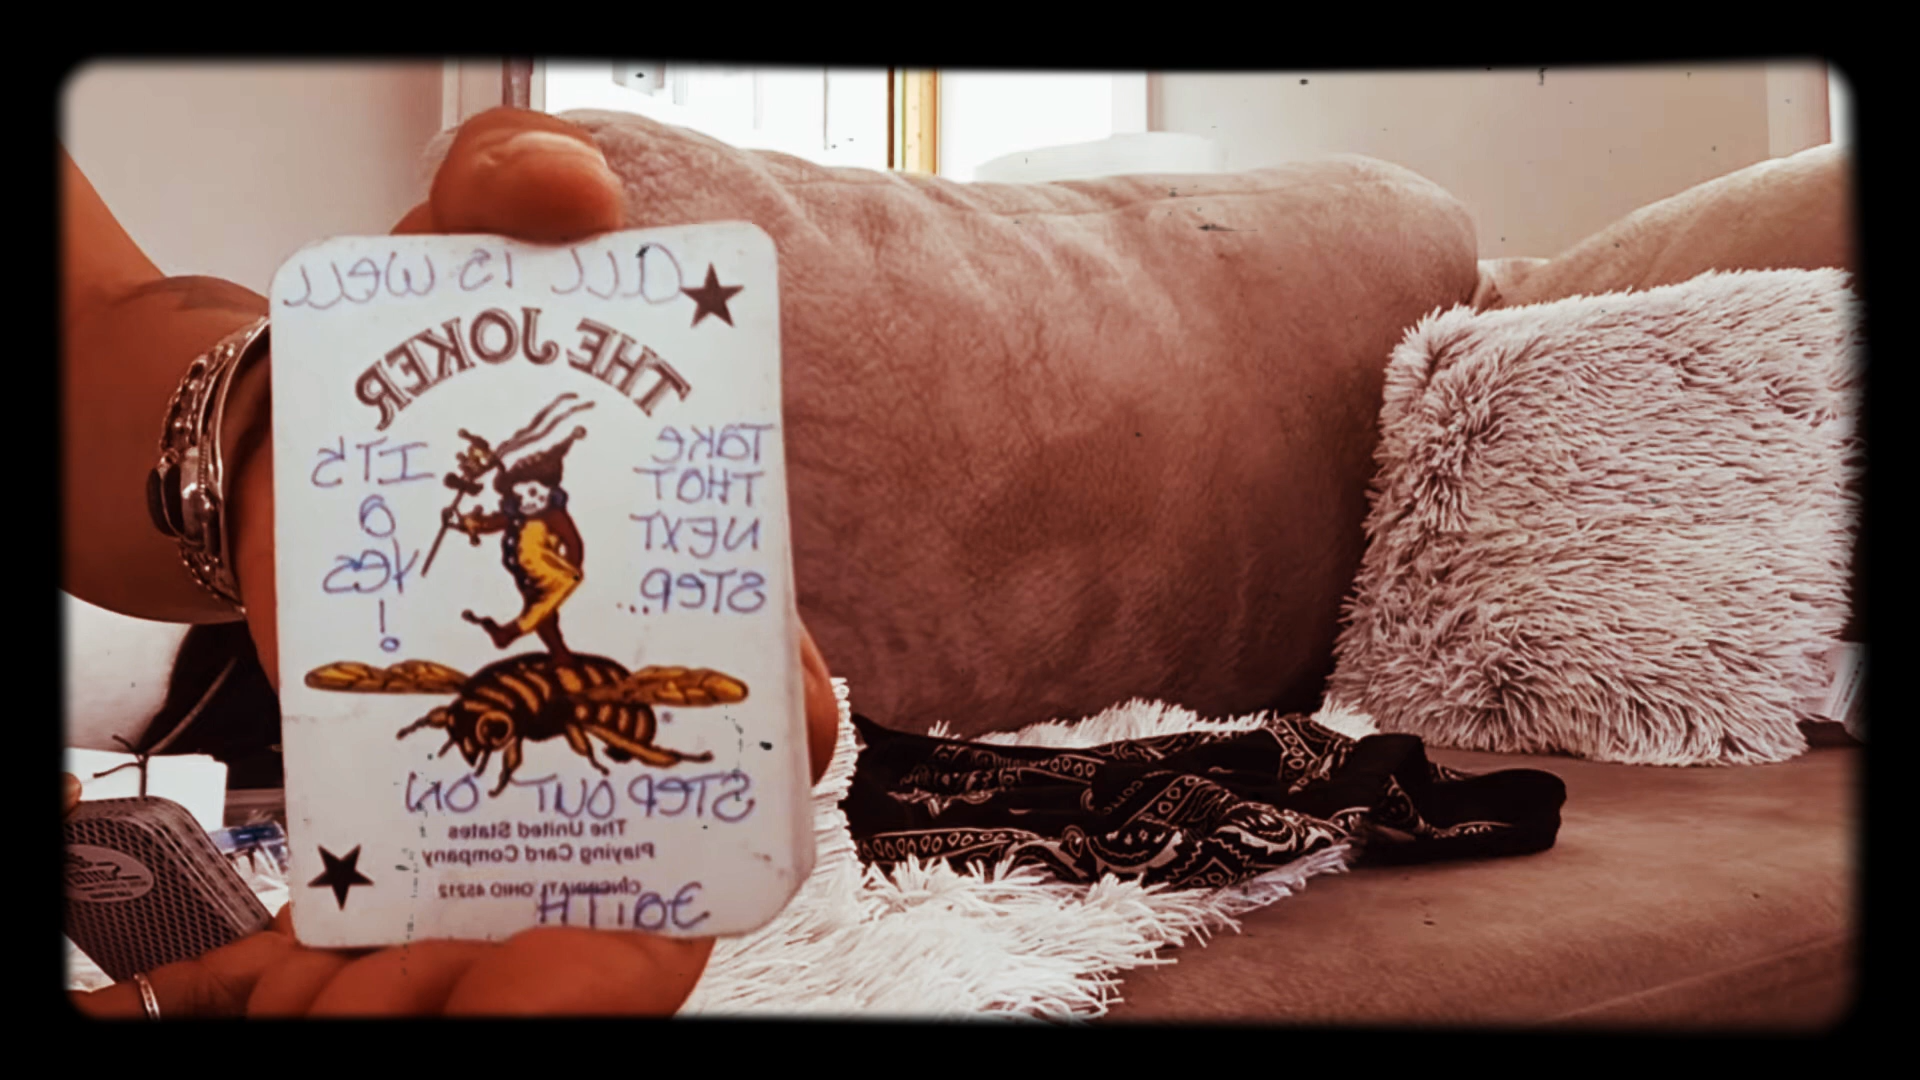 aLL IS WeLL
THE JOKER
TaKe
THaT
NeXT
STeP...
IT'S
a
Yes
!
STeP OUT ON
The United States
Playing Card Company
CINCINNATI, OHIO 45212
FaiTH